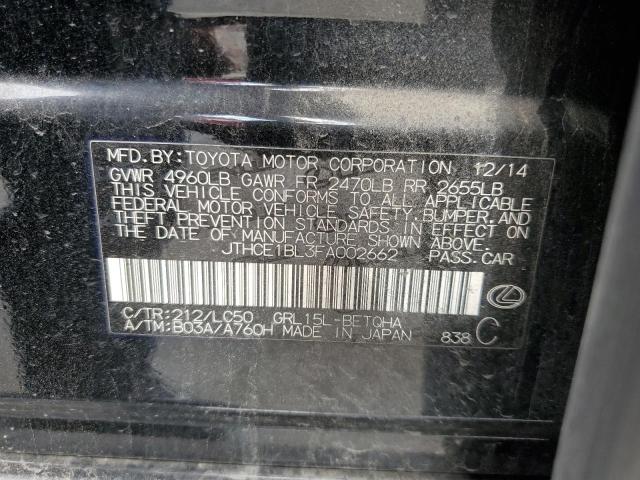 MFD.BY:TOYOTA MOTOR CORPORATION 12/14
GVWR 4960LB GAWR FR 2470LB RR 2655LB
THIS VEHICLE CONFORMS TO ALL APPLICABLE
FEDERAL MOTOR VEHICLE SAFETY, BUMPER, AND
THEFT PREVENTION STANDARDS IN EFFECT ON
THE DATE OF MANUFACTURE SHOWN ABOVE.
JTHCE1BL3FA002662 PASS.CAR
C/TR:212/LC50 GRL15L-BETQHA
A/TM:B03A/A760H MADE IN JAPAN 838 C